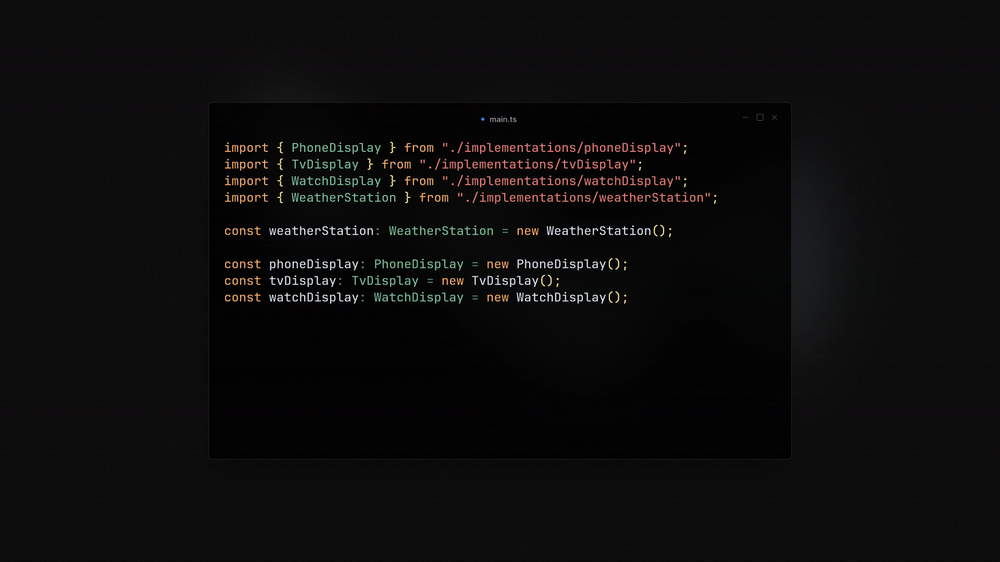 main.ts
import { PhoneDisplay } from "./implementations/phoneDisplay";
import { TvDisplay } from "./implementations/tvDisplay";
import { WatchDisplay } from "./implementations/watchDisplay";
import { WeatherStation } from "./implementations/weatherStation";
const weatherStation: WeatherStation = new WeatherStation();
const phoneDisplay: PhoneDisplay = new PhoneDisplay();
const tvDisplay: TvDisplay = new TvDisplay();
const watchDisplay: WatchDisplay = new WatchDisplay();